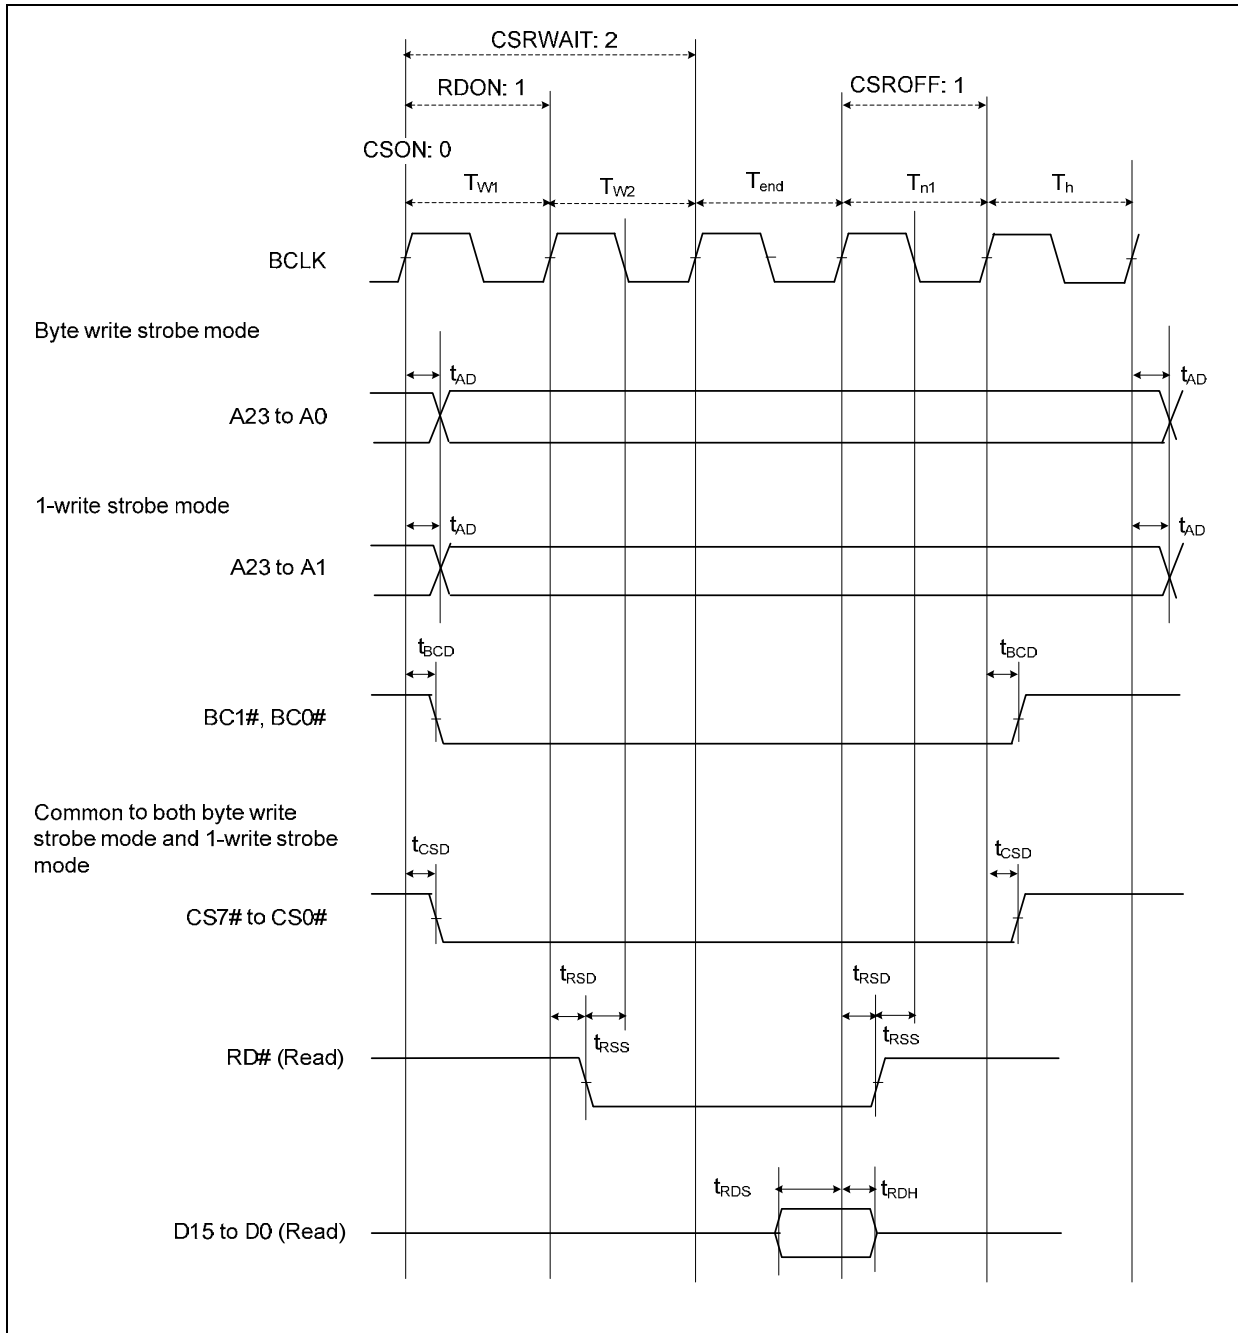 CSRWAIT: 2
RDON: 1
CSROFF: 1
CSON: 0
TW1
TW2
Tend
Tn1
Th
BCLK
Byte write strobe mode
tAD
tAD
A23 to A0
1-write strobe mode
tAD
tAD
A23 to A1
tBCD
tBCD
BC1#, BC0#
Common to both byte write
strobe mode and 1-write strobe
mode
tCSD
tCSD
CS7# to CS0#
tRSD
tRSD
tRSS
tRSS
RD# (Read)
tRDS
tRDH
D15 to D0 (Read)